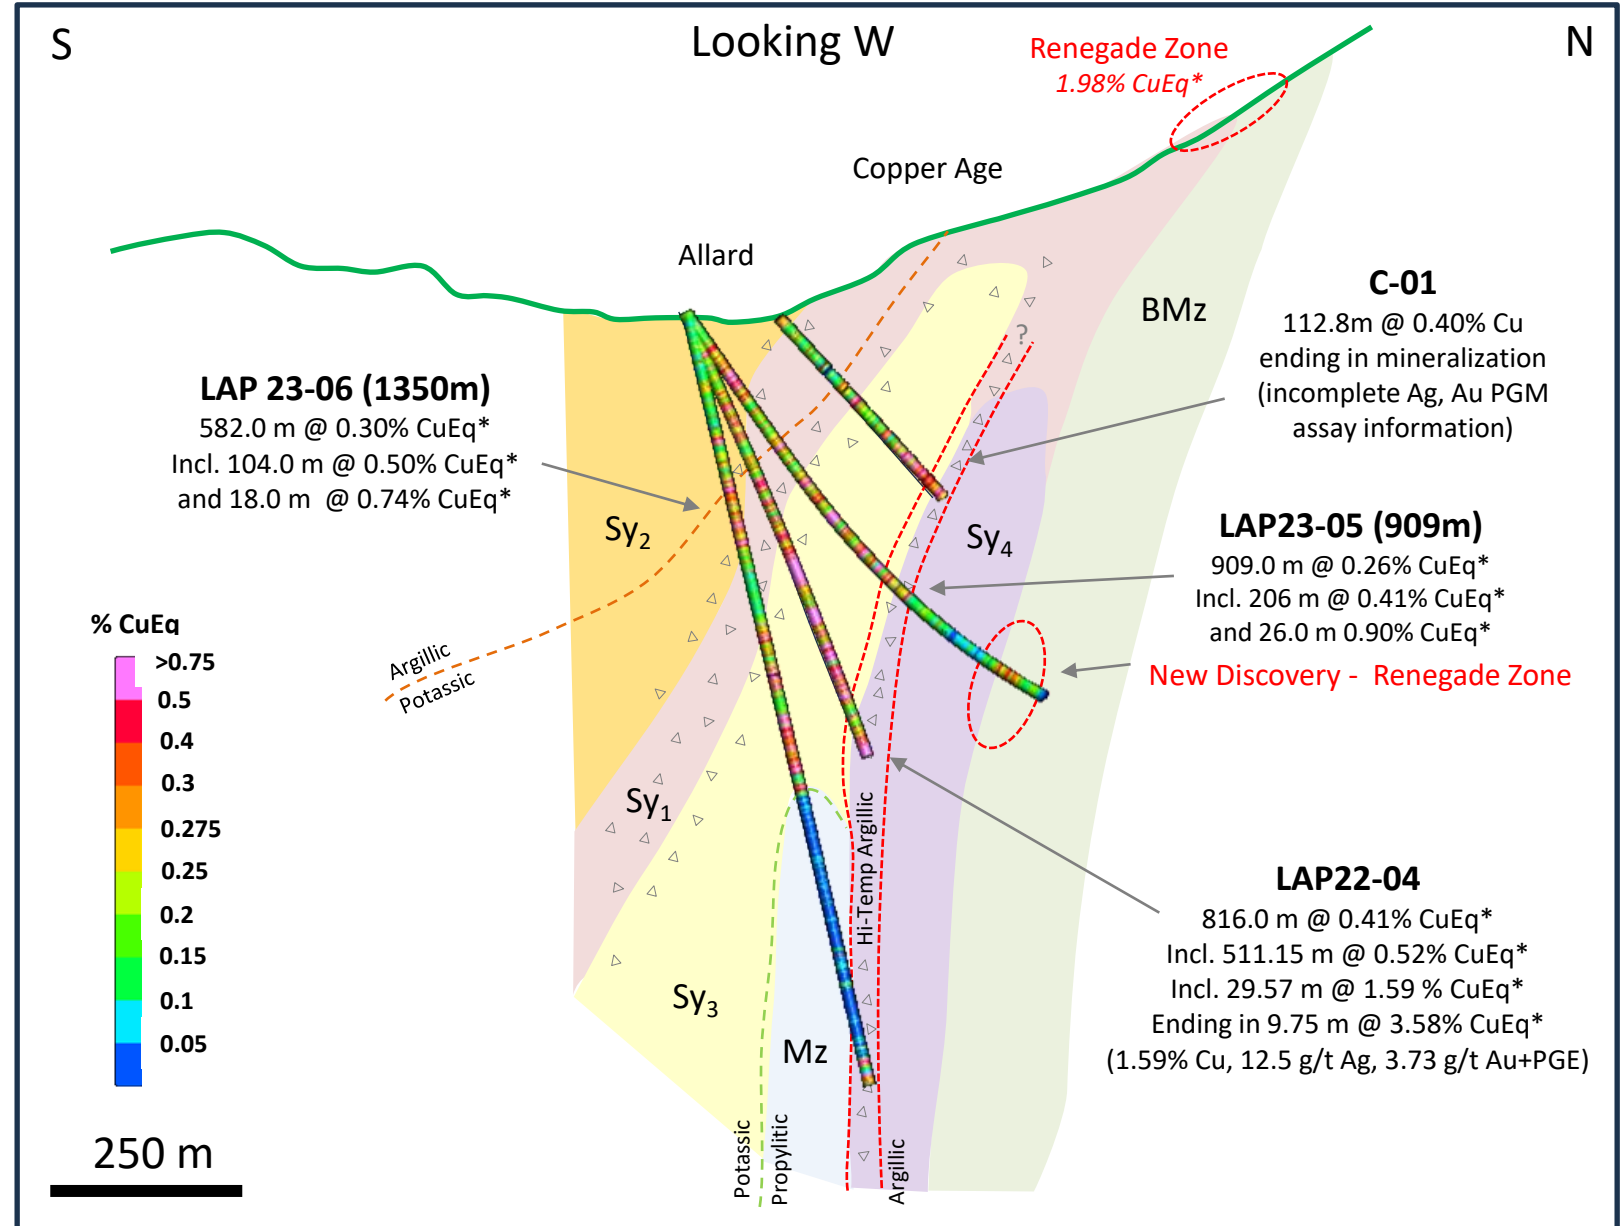 S
Looking W
N
Renegade Zone
1.98% CuEq*
Copper Age
Allard
BMz
C-01
112.8m @ 0.40% Cu
ending in mineralization
(incomplete Ag, Au PGM
assay information)
?
LAP 23-06 (1350m)
582.0 m @ 0.30% CuEq*
Incl. 104.0 m @ 0.50% CuEq*
and 18.0 m @ 0.74% CuEq*
Sy₂
Sy₄
LAP23-05 (909m)
909.0 m @ 0.26% CuEq*
Incl. 206 m @ 0.41% CuEq*
and 26.0 m 0.90% CuEq*
New Discovery - Renegade Zone
% CuEq
>0.75
0.5
0.4
0.3
0.275
0.25
0.2
0.15
0.1
0.05
Argillic
Potassic
Sy₁
Sy₃
Mz
Hi-Temp Argillic
LAP22-04
816.0 m @ 0.41% CuEq*
Incl. 511.15 m @ 0.52% CuEq*
Incl. 29.57 m @ 1.59 % CuEq*
Ending in 9.75 m @ 3.58% CuEq*
(1.59% Cu, 12.5 g/t Ag, 3.73 g/t Au+PGE)
Potassic
Propylitic
Argillic
250 m